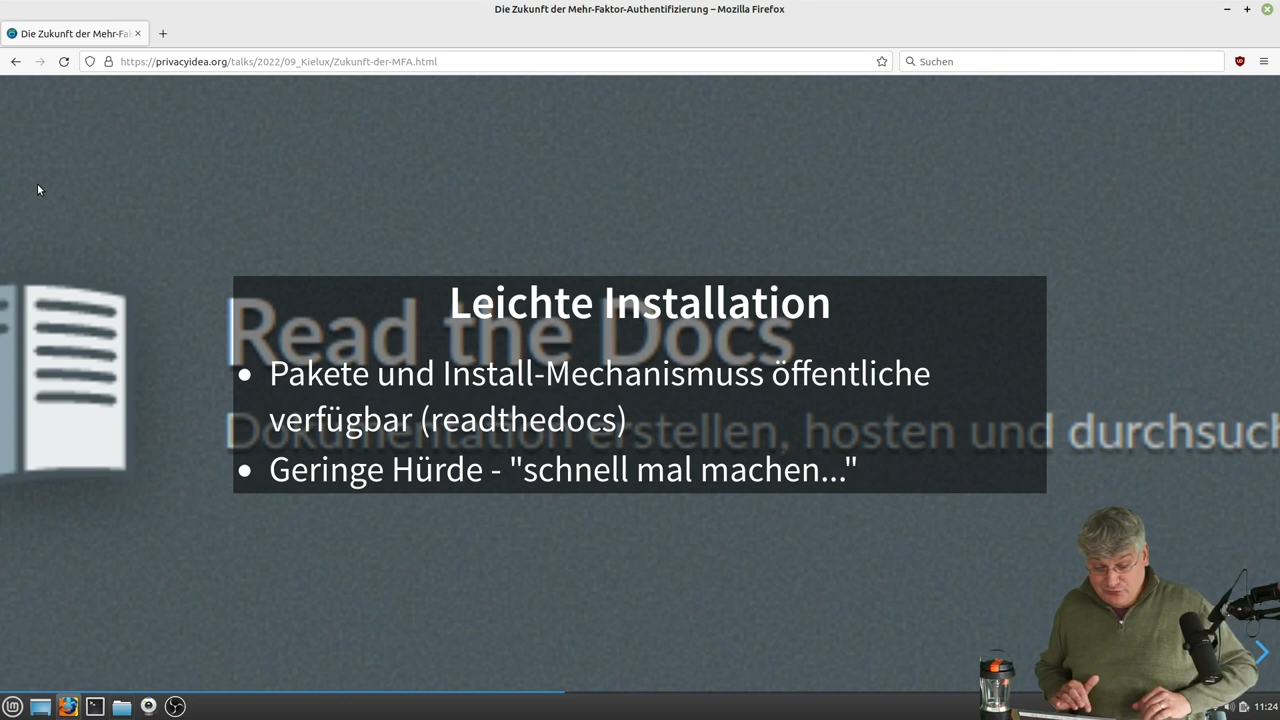 Die Zukunft der Mehr-Faktor-Authentifizierung – Mozilla Firefox
Die Zukunft der Mehr-Fak
https://privacyidea.org/talks/2022/09_Kielux/Zukunft-der-MFA.html
Suchen
Leichte Installation
Read the Docs
Pakete und Install-Mechanismuss öffentliche
verfügbar (readthedocs)
Dokumentation erstellen, hosten und durchsuch
Geringe Hürde - "schnell mal machen..."
11:24